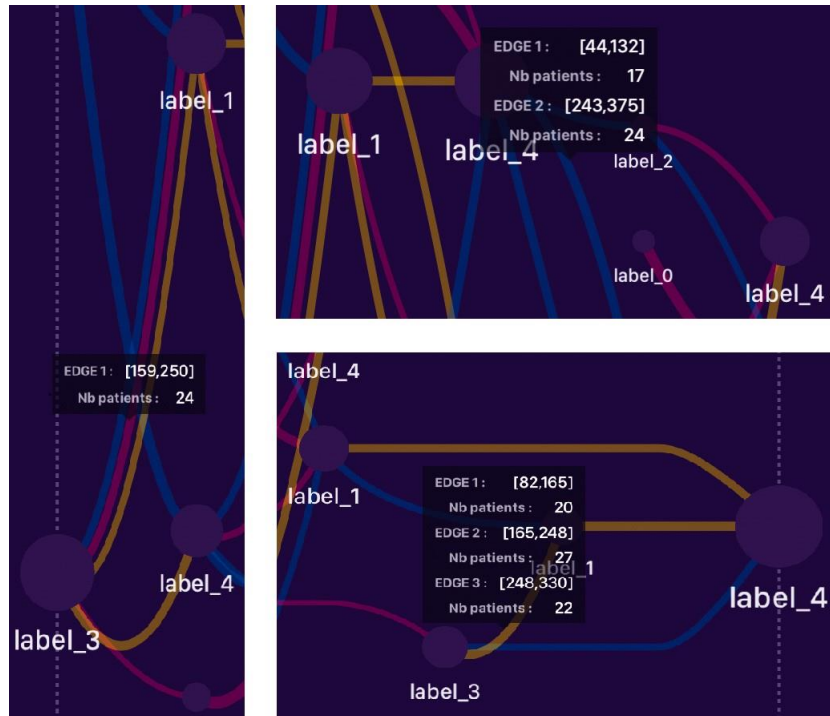 label_1
EDGE 1: [159,250]
Nb patients: 24
label_4
label_3
EDGE 1: [44,132]
Nb patients: 17
EDGE 2: [243,375]
Nb patients: 24
label_1
label_4
label_2
label_0
label_4
label_4
label_1
EDGE 1: [82,165]
Nb patients: 20
EDGE 2: [165,248]
Nb patients: 27
label_1
EDGE 3: [248,330]
Nb patients: 22
label_4
label_3